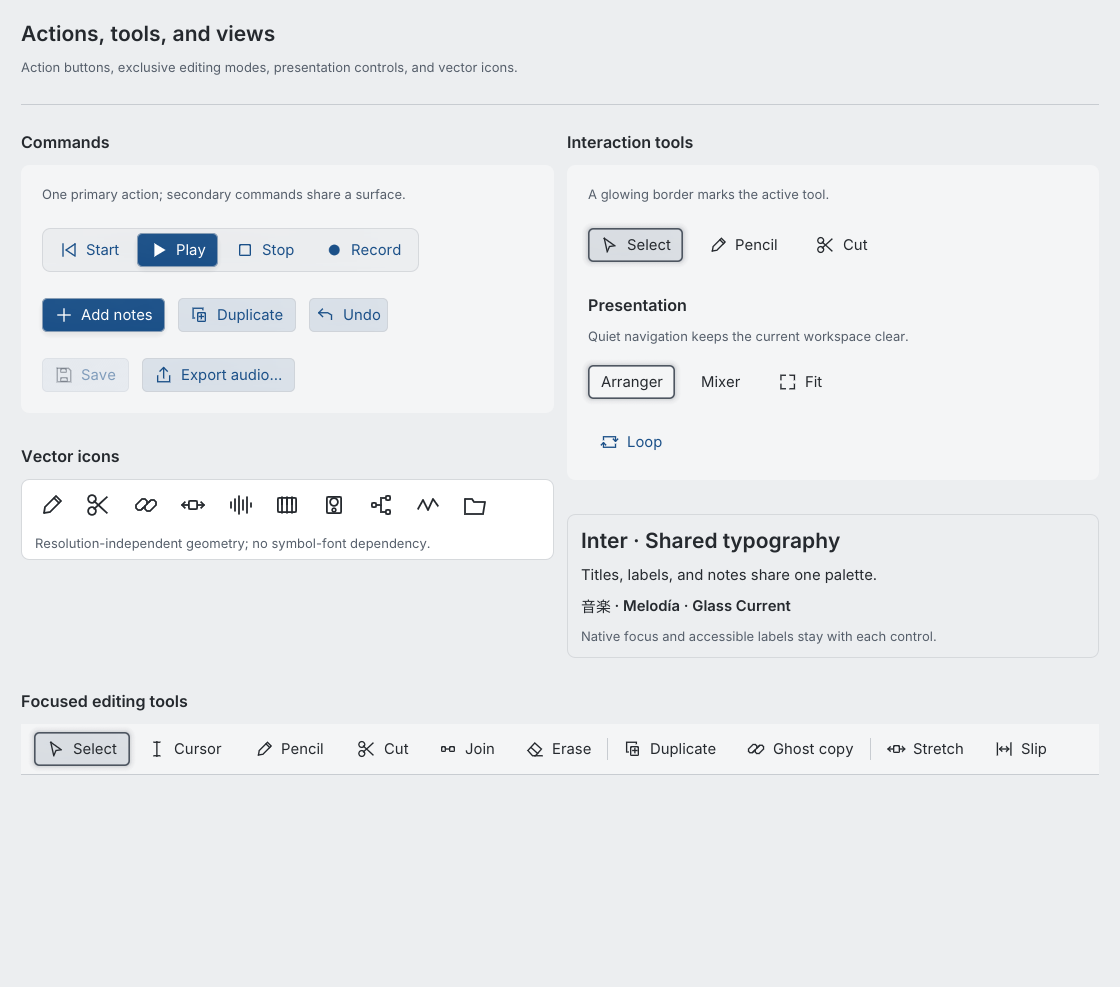 Actions, tools, and views
Action buttons, exclusive editing modes, presentation controls, and vector icons.
Commands
One primary action; secondary commands share a surface.
Start Play Stop Record
Add notes Duplicate Undo
Save Export audio...
Vector icons
Resolution-independent geometry; no symbol-font dependency.
Interaction tools
A glowing border marks the active tool.
Select Pencil Cut
Presentation
Quiet navigation keeps the current workspace clear.
Arranger Mixer Fit
Loop
Inter · Shared typography
Titles, labels, and notes share one palette.
音楽 · Melodía · Glass Current
Native focus and accessible labels stay with each control.
Focused editing tools
Select Cursor Pencil Cut Join Erase Duplicate Ghost copy Stretch Slip